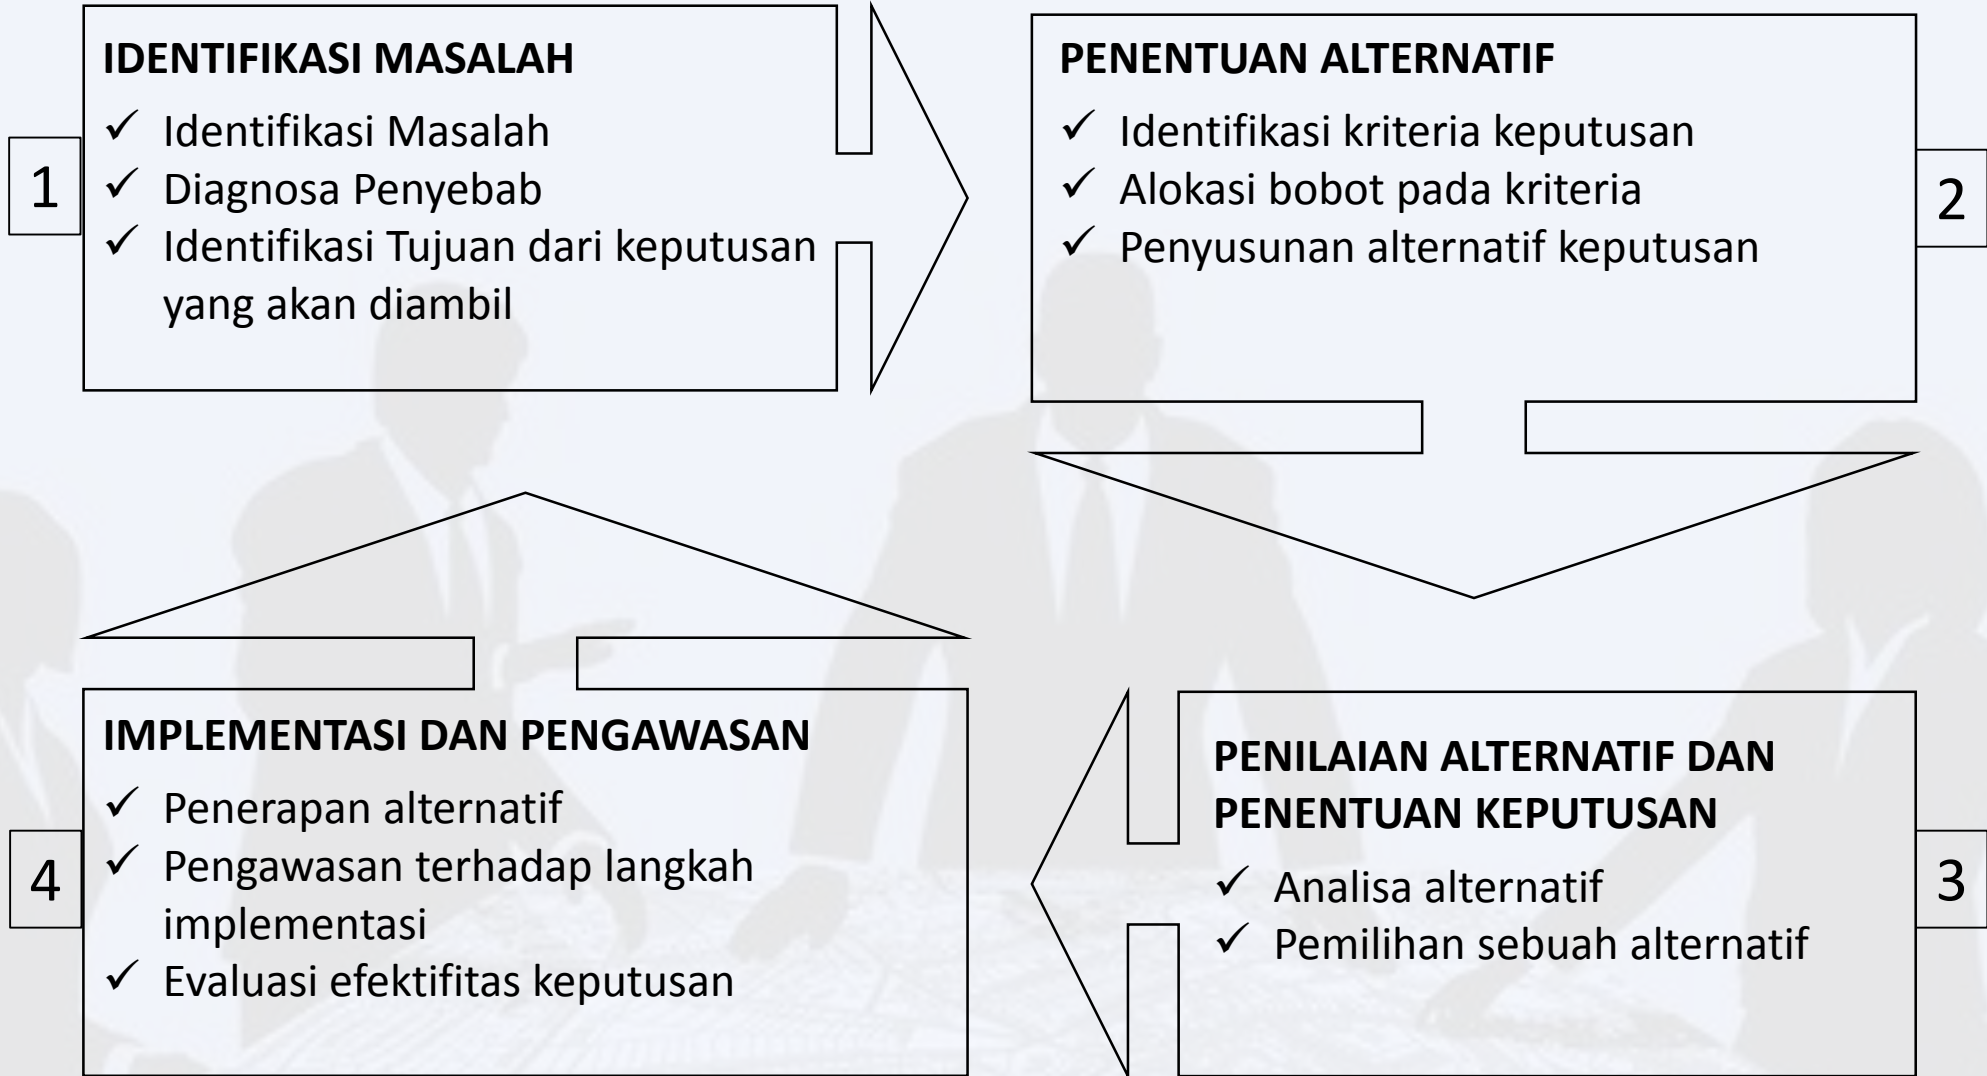 1
IDENTIFIKASI MASALAH
✓ Identifikasi Masalah
✓ Diagnosa Penyebab
✓ Identifikasi Tujuan dari keputusan
yang akan diambil
2
PENENTUAN ALTERNATIF
✓ Identifikasi kriteria keputusan
✓ Alokasi bobot pada kriteria
✓ Penyusunan alternatif keputusan
3
PENILAIAN ALTERNATIF DAN
PENENTUAN KEPUTUSAN
✓ Analisa alternatif
✓ Pemilihan sebuah alternatif
4
IMPLEMENTASI DAN PENGAWASAN
✓ Penerapan alternatif
✓ Pengawasan terhadap langkah
implementasi
✓ Evaluasi efektifitas keputusan